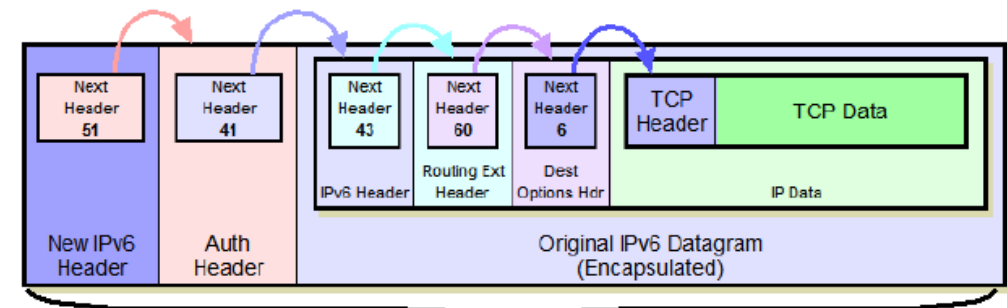 Next
Header
51
Next
Header
41
Next
Header
43
Next
Header
60
Next
Header
6
TCP
Header
TCP Data
IPv6 Header
Routing Ext
Header
Dest
Options Hdr
IP Data
New IPv6
Header
Auth
Header
Original IPv6 Datagram
(Encapsulated)